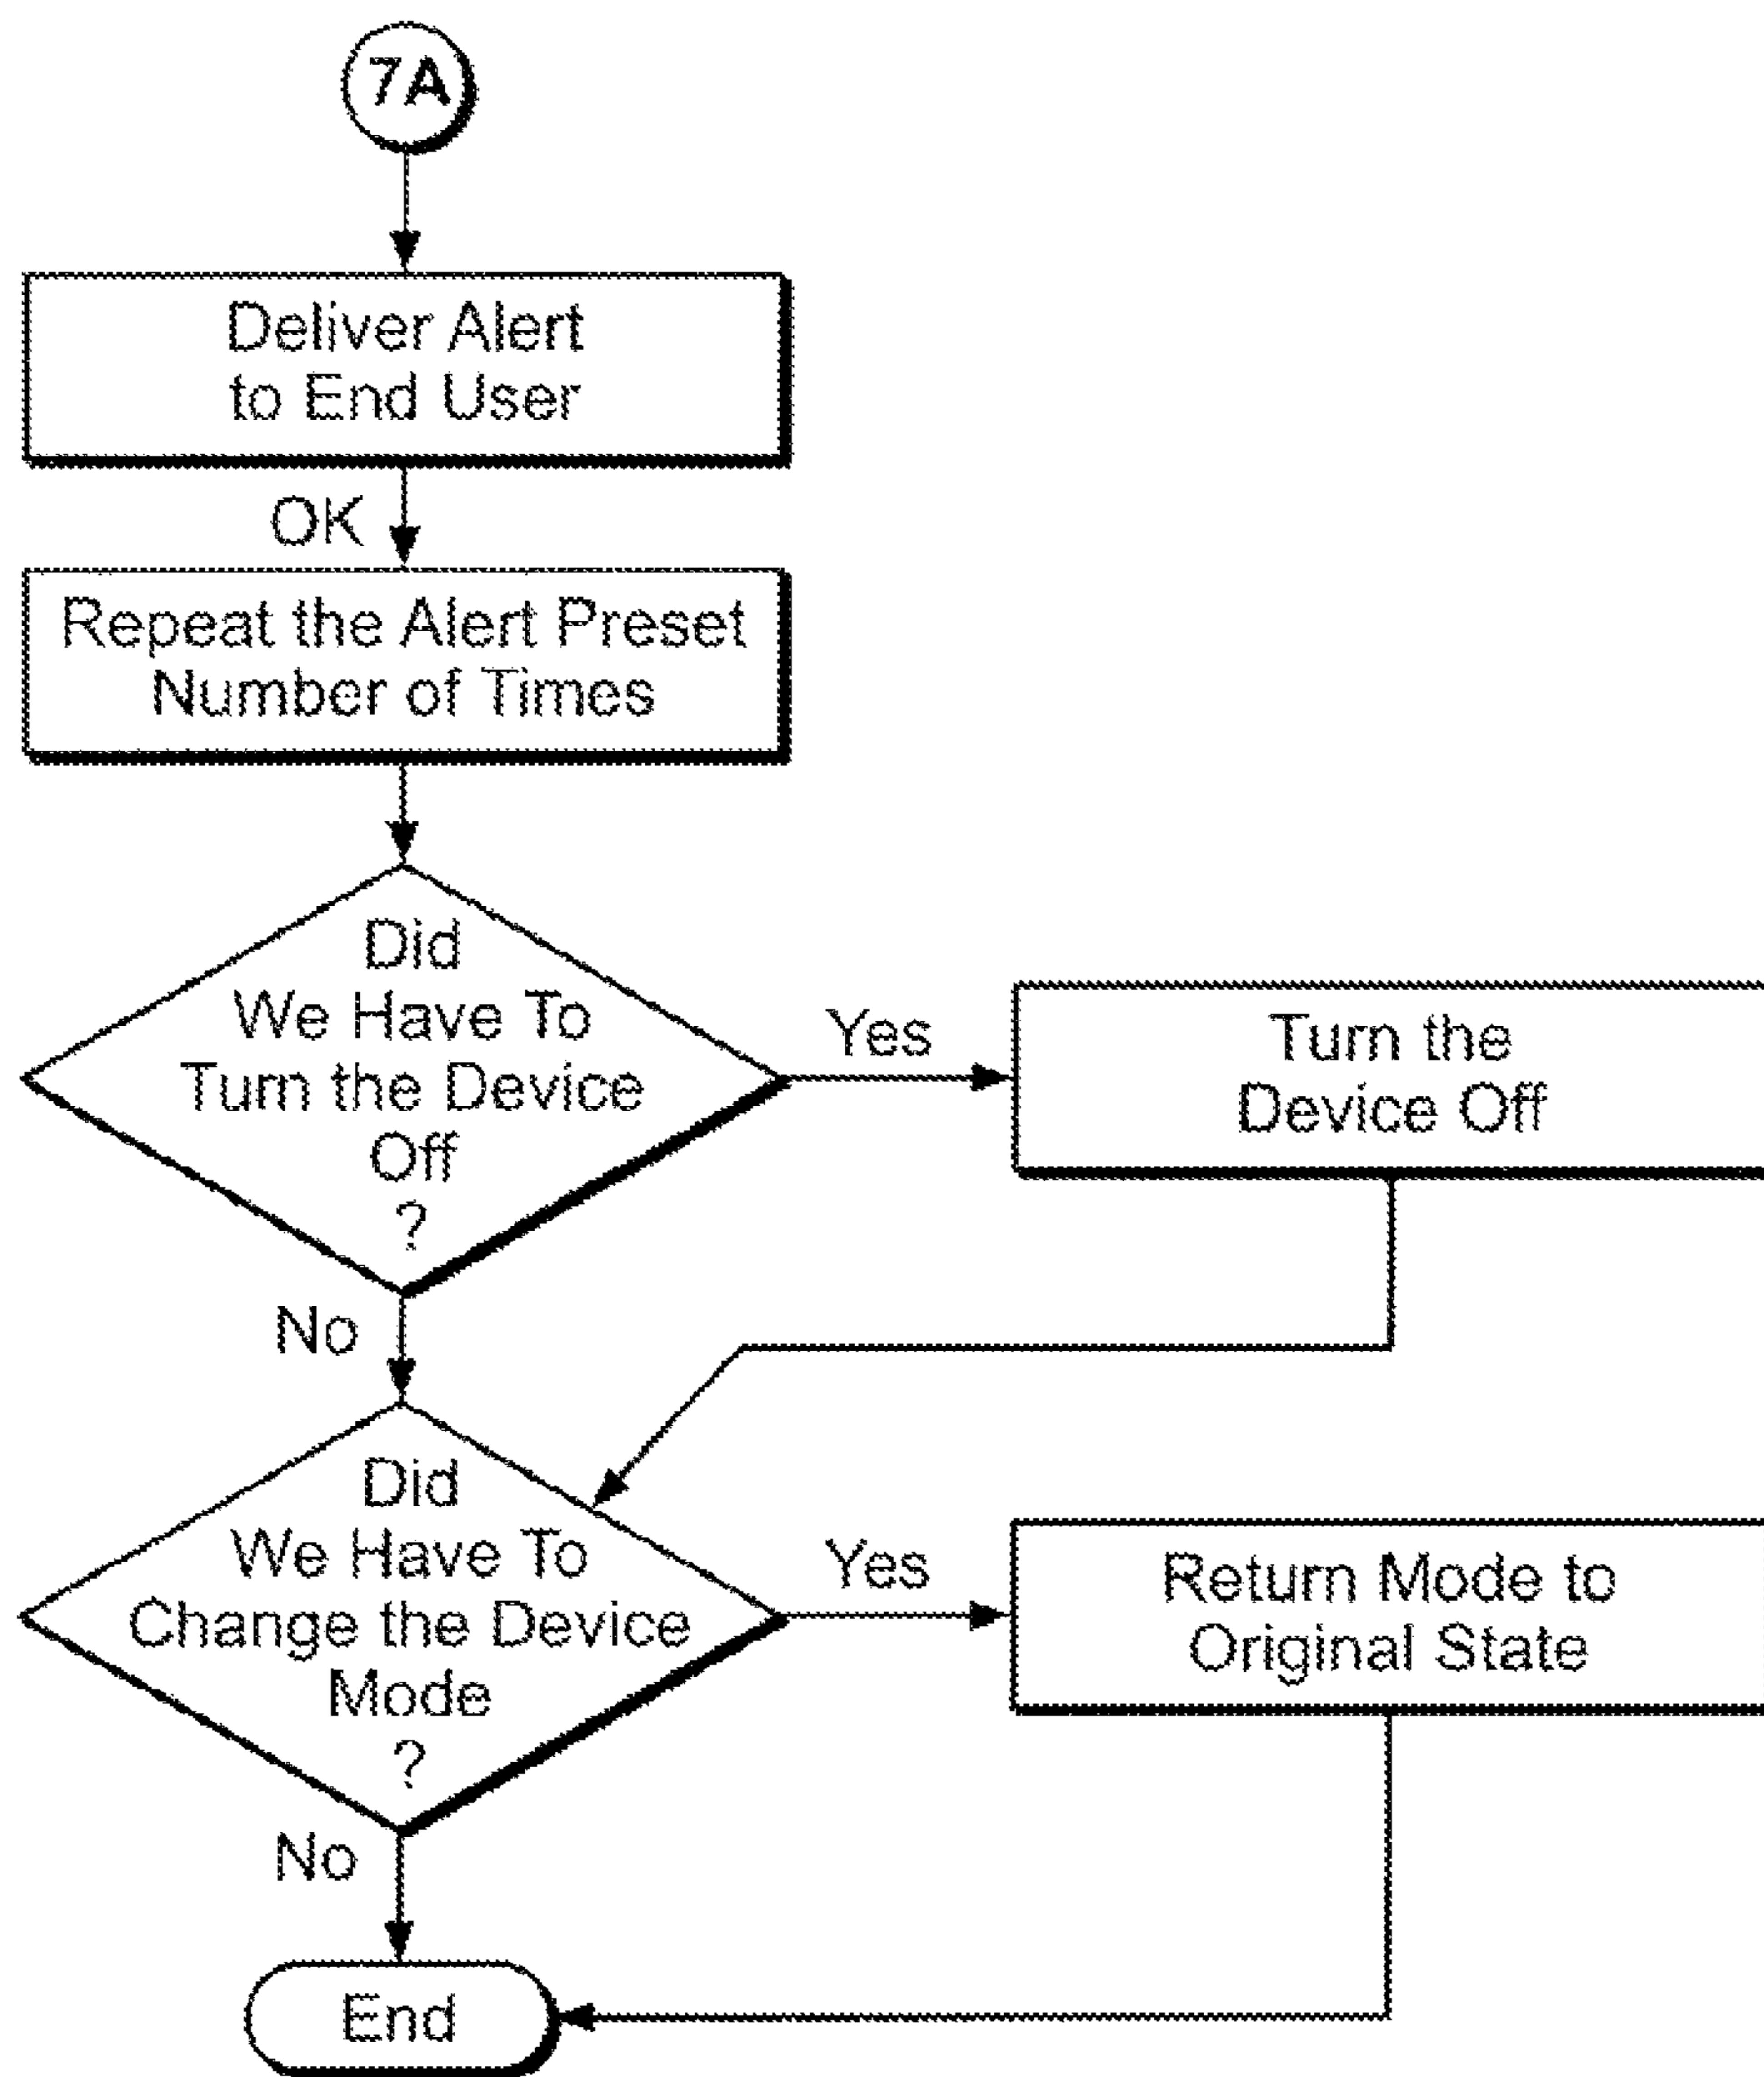 7A
Deliver Alert
to End User
OK
Repeat the Alert Preset
Number of Times
Did
We Have To
Turn the Device
Off
?
Yes
Turn the
Device Off
No
Did
We Have To
Change the Device
Mode
?
Yes
Return Mode to
Original State
No
End